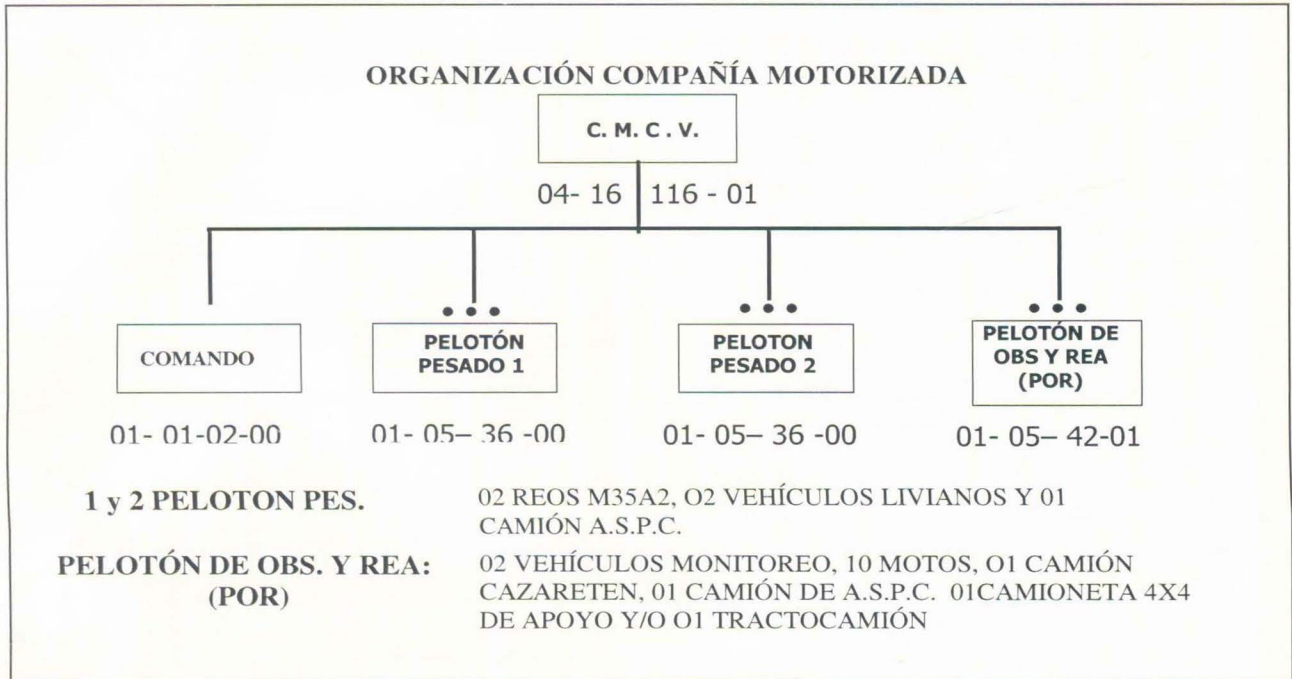 ORGANIZACIÓN COMPAÑÍA MOTORIZADA
C. M. C . V.
04- 16 116 - 01
COMANDO
PELOTÓN
PESADO 1
PELOTON
PESADO 2
PELOTÓN DE
OBS Y REA
(POR)
01- 01-02-00
01- 05– 36 -00
01- 05– 36 -00
01- 05– 42-01
1 y 2 PELOTON PES.
02 REOS M35A2, O2 VEHÍCULOS LIVIANOS Y 01
CAMIÓN A.S.P.C.
PELOTÓN DE OBS. Y REA:
(POR)
02 VEHÍCULOS MONITOREO, 10 MOTOS, O1 CAMIÓN
CAZARETEN, 01 CAMIÓN DE A.S.P.C. 01CAMIONETA 4X4
DE APOYO Y/O O1 TRACTOCAMIÓN